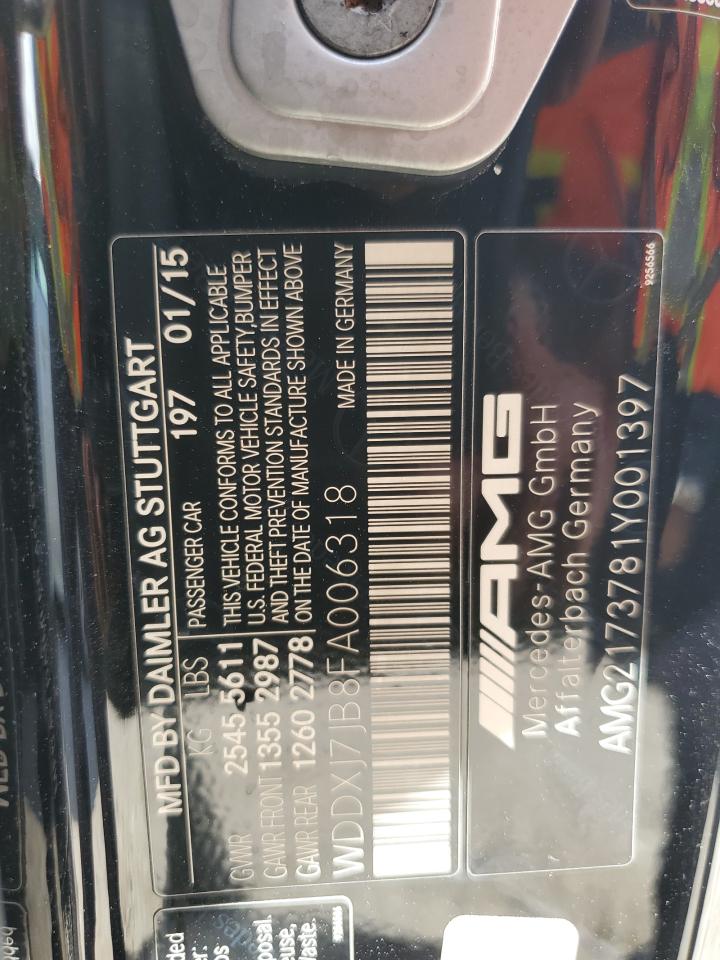 MFD BY DAIMLER AG STUTTGART
197 01/15
KG LBS PASSENGER CAR
GVWR 2545 5611
GAWR FRONT 1355 2987
GAWR REAR 1260 2778
THIS VEHICLE CONFORMS TO ALL APPLICABLE
U.S. FEDERAL MOTOR VEHICLE SAFETY,BUMPER
AND THEFT PREVENTION STANDARDS IN EFFECT
ON THE DATE OF MANUFACTURE SHOWN ABOVE
WDDXJ7JB8FA006318
MADE IN GERMANY
AMG
Mercedes-AMG GmbH
Affalterbach Germany
AMG2173781Y001397
9256566